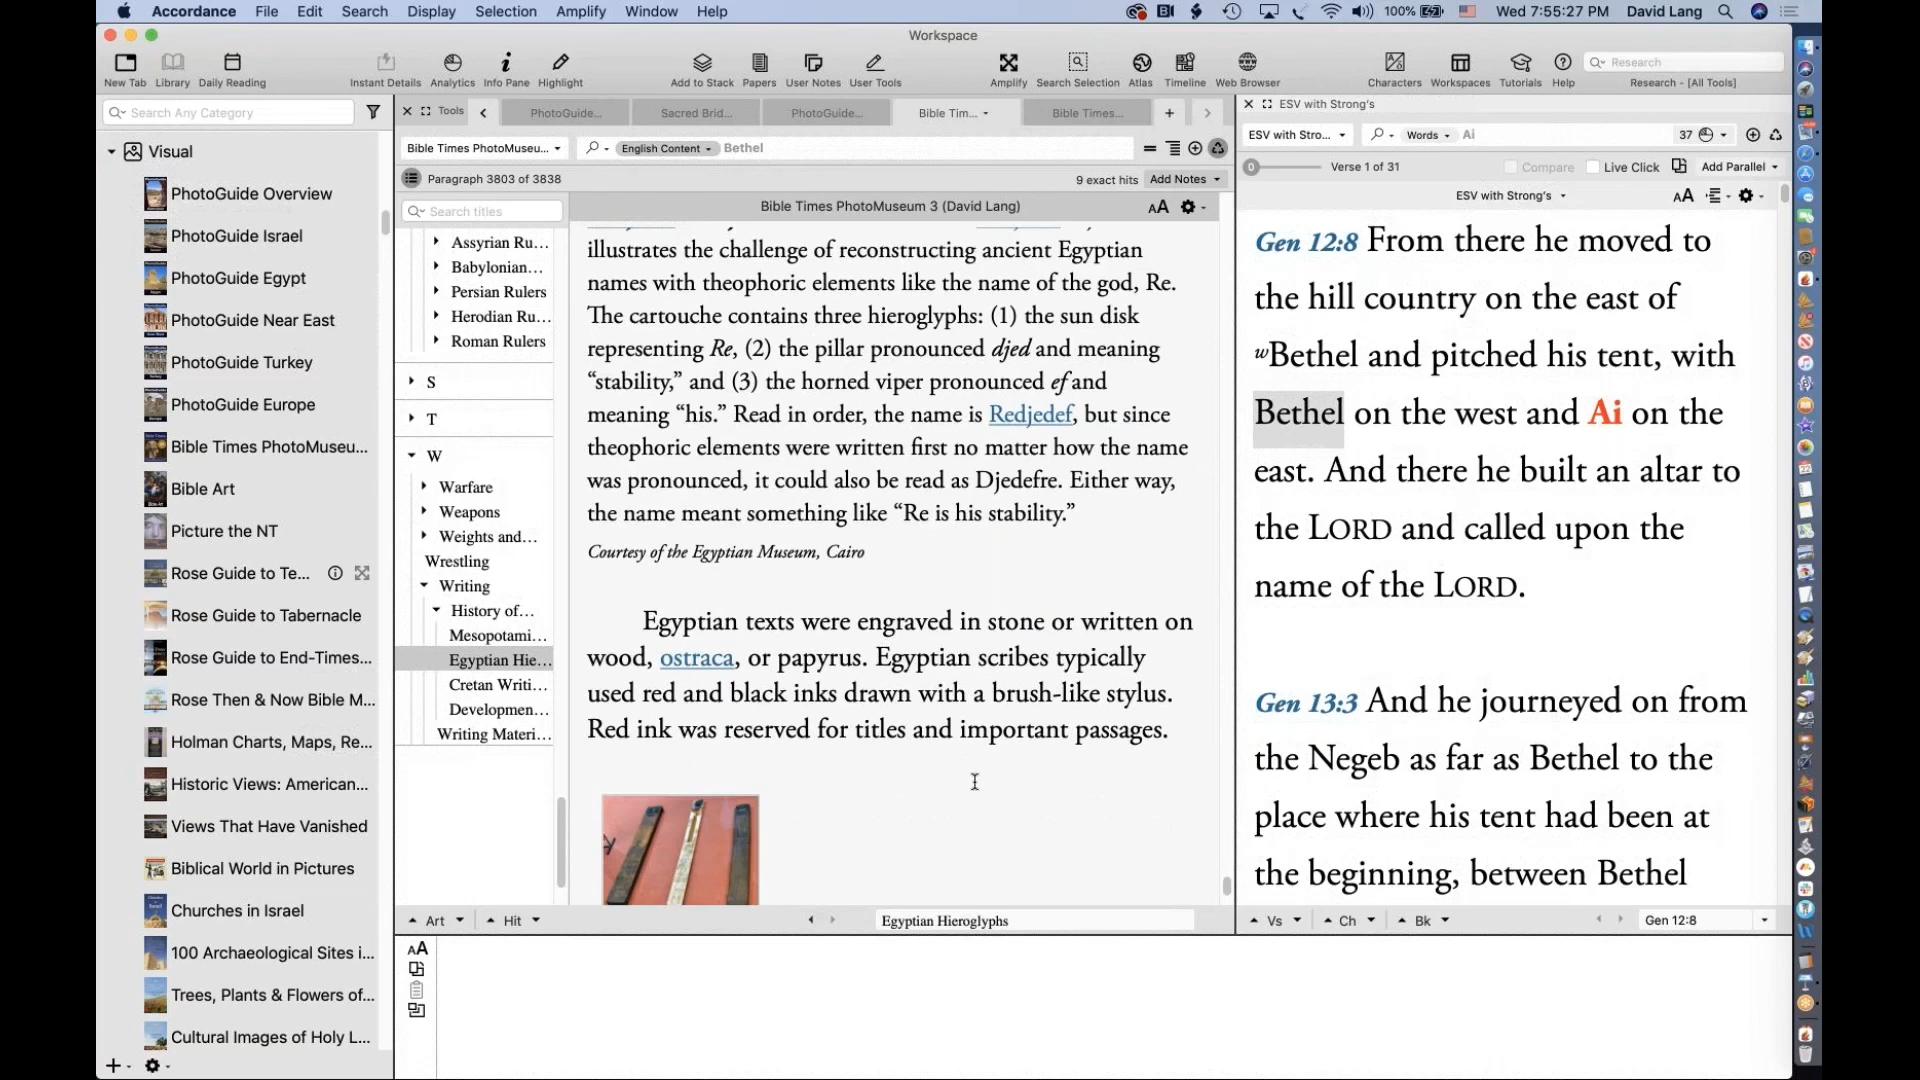 Accordance File Edit Search Display Selection Amplify Window Help
100% Wed 7:55:27 PM David Lang
Workspace
New Tab Library Daily Reading Instant Details Analytics Info Pane Highlight Add to Stack Papers User Notes User Tools Amplify Search Selection Atlas Timeline Web Browser Characters Workspaces Tutorials Help
Research
Research - [All Tools]
Search Any Category
Visual
PhotoGuide Overview
PhotoGuide Israel
PhotoGuide Egypt
PhotoGuide Near East
PhotoGuide Turkey
PhotoGuide Europe
Bible Times PhotoMuseu...
Bible Art
Picture the NT
Rose Guide to Te...
Rose Guide to Tabernacle
Rose Guide to End-Times...
Rose Then & Now Bible M...
Holman Charts, Maps, Re...
Historic Views: American...
Views That Have Vanished
Biblical World in Pictures
Churches in Israel
100 Archaeological Sites i...
Trees, Plants & Flowers of...
Cultural Images of Holy L...
Tools
PhotoGuide...
Sacred Brid...
PhotoGuide...
Bible Tim...
Bible Times...
Bible Times PhotoMuseu...
English Content
Bethel
Paragraph 3803 of 3838
9 exact hits Add Notes
Search titles
Bible Times PhotoMuseum 3 (David Lang)
AA
Assyrian Ru...
Babylonian...
Persian Rulers
Herodian Ru...
Roman Rulers
S
T
W
Warfare
Weapons
Weights and...
Wrestling
Writing
History of...
Mesopotami...
Egyptian Hie...
Cretan Writi...
Developmen...
Writing Materi...
illustrates the challenge of reconstructing ancient Egyptian
names with theophoric elements like the name of the god, Re.
The cartouche contains three hieroglyphs: (1) the sun disk
representing Re, (2) the pillar pronounced djed and meaning
“stability,” and (3) the horned viper pronounced ef and
meaning “his.” Read in order, the name is Redjedef, but since
theophoric elements were written first no matter how the name
was pronounced, it could also be read as Djedefre. Either way,
the name meant something like “Re is his stability.”
Courtesy of the Egyptian Museum, Cairo
Egyptian texts were engraved in stone or written on
wood, ostraca, or papyrus. Egyptian scribes typically
used red and black inks drawn with a brush-like stylus.
Red ink was reserved for titles and important passages.
Art Hit Egyptian Hieroglyphs
AA
ESV with Strong's
ESV with Stro... Words Ai 37
0 Verse 1 of 31 Compare Live Click Add Parallel
ESV with Strong's AA
Gen 12:8 From there he moved to
the hill country on the east of
wBethel and pitched his tent, with
Bethel on the west and Ai on the
east. And there he built an altar to
the LORD and called upon the
name of the LORD.
Gen 13:3 And he journeyed on from
the Negeb as far as Bethel to the
place where his tent had been at
the beginning, between Bethel
Vs Ch Bk Gen 12:8